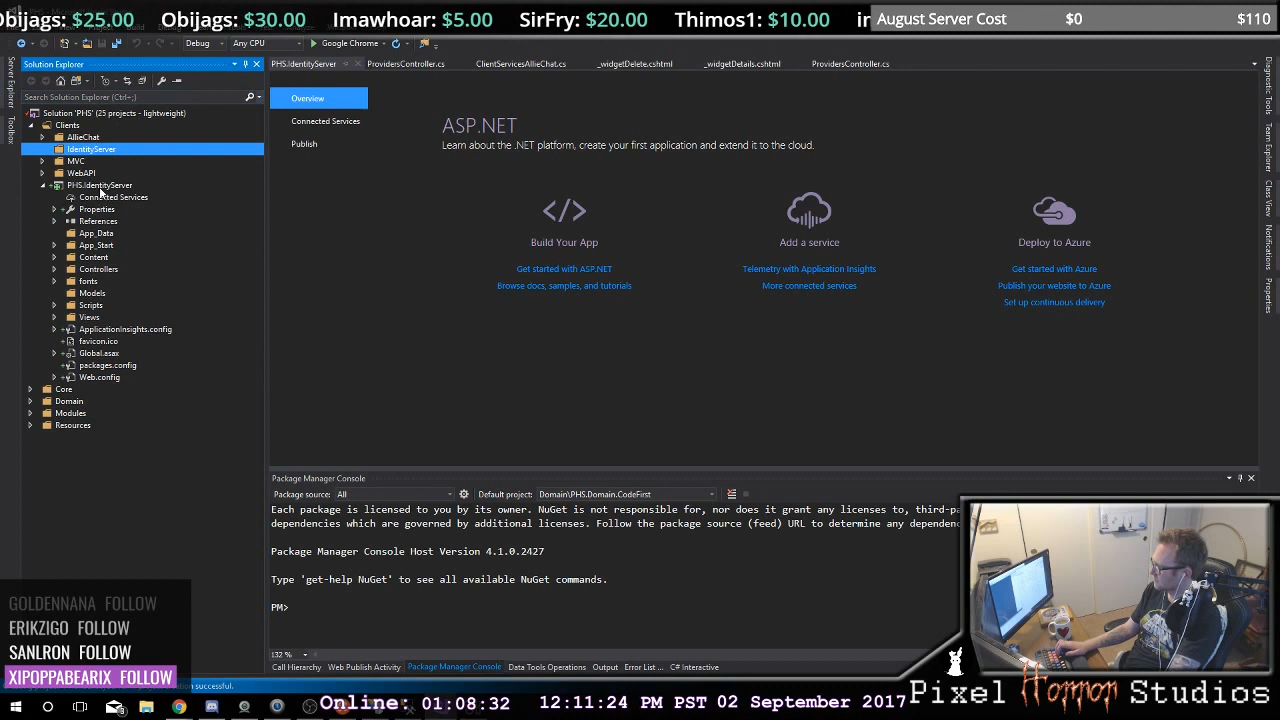 Obijags: $25.00 Obijags: $30.00 Imawhoar: $5.00 SirFry: $20.00 Thimos1: $10.00
August Server Cost $0 $110
Debug Any CPU Google Chrome
Solution Explorer
PHS.IdentityServer ProvidersController.cs ClientServicesAllieChat.cs _widgetDelete.cshtml _widgetDetails.cshtml ProvidersController.cs
Server Explorer
Toolbox
Search Solution Explorer (Ctrl+;)
Solution 'PHS' (25 projects - lightweight)
Clients
AllieChat
IdentityServer
MVC
WebAPI
PHS.IdentityServer
Connected Services
Properties
References
App_Data
App_Start
Content
Controllers
fonts
Models
Scripts
Views
ApplicationInsights.config
favicon.ico
Global.asax
packages.config
Web.config
Core
Domain
Modules
Resources
Overview
Connected Services
Publish
ASP.NET
Learn about the .NET platform, create your first application and extend it to the cloud.
Build Your App
Get started with ASP.NET
Browse docs, samples, and tutorials
Add a service
Telemetry with Application Insights
More connected services
Deploy to Azure
Get started with Azure
Publish your website to Azure
Set up continuous delivery
Diagnostic Tools
Team Explorer
Class View
Notifications
Properties
Package Manager Console
Package source: All Default project: Domain\PHS.Domain.CodeFirst
Each package is licensed to you by its owner. NuGet is not responsible for, nor does it grant any licenses to, third-pa
dependencies which are governed by additional licenses. Follow the package source (feed) URL to determine any dependenc
Package Manager Console Host Version 4.1.0.2427
Type 'get-help NuGet' to see all available NuGet commands.
PM>
132 %
Call Hierarchy Web Publish Activity Package Manager Console Data Tools Operations Output Error List ... C# Interactive
GOLDENNANA FOLLOW
ERIKZIGO FOLLOW
SANLRON FOLLOW
XIPOPPABEARIX FOLLOW
successful.
Online: 01:08:32 12:11:24 PM PST 02 September 2017
Pixel Horror Studios